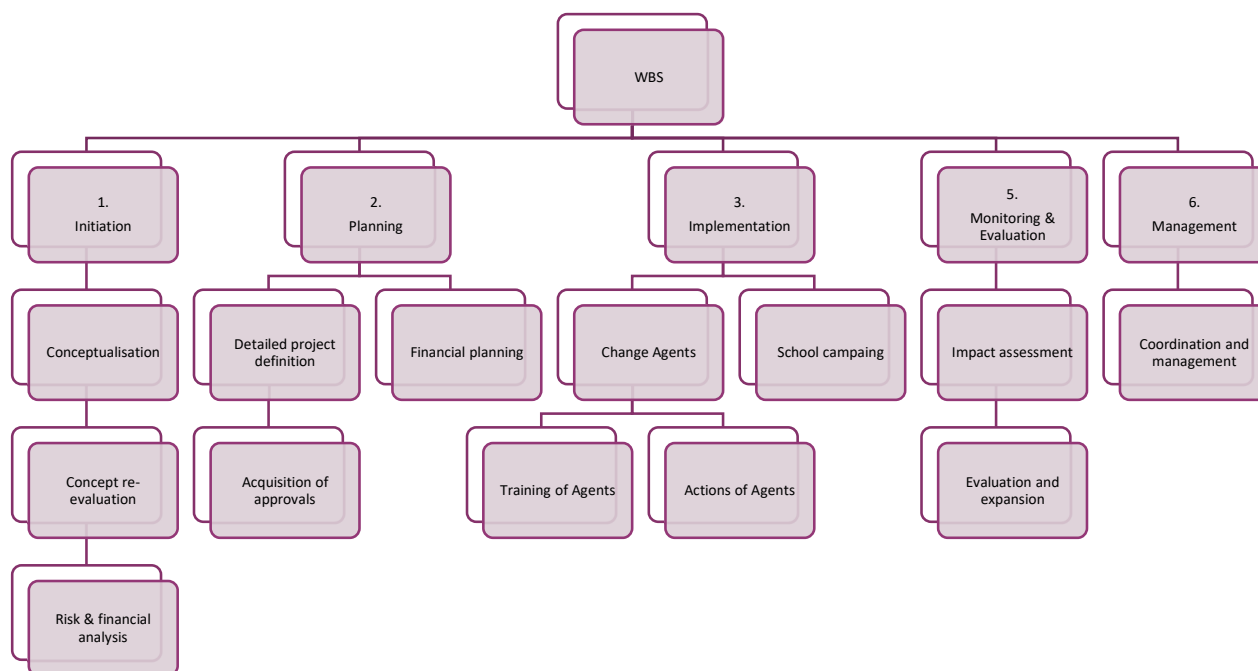 WBS
1.
Initiation
2.
Planning
3.
Implementation
5.
Monitoring &
Evaluation
6.
Management
Conceptualisation
Detailed project
definition
Financial planning
Change Agents
School campaing
Impact assessment
Coordination and
management
Concept re-
evaluation
Acquisition of
approvals
Training of Agents
Actions of Agents
Evaluation and
expansion
Risk & financial
analysis